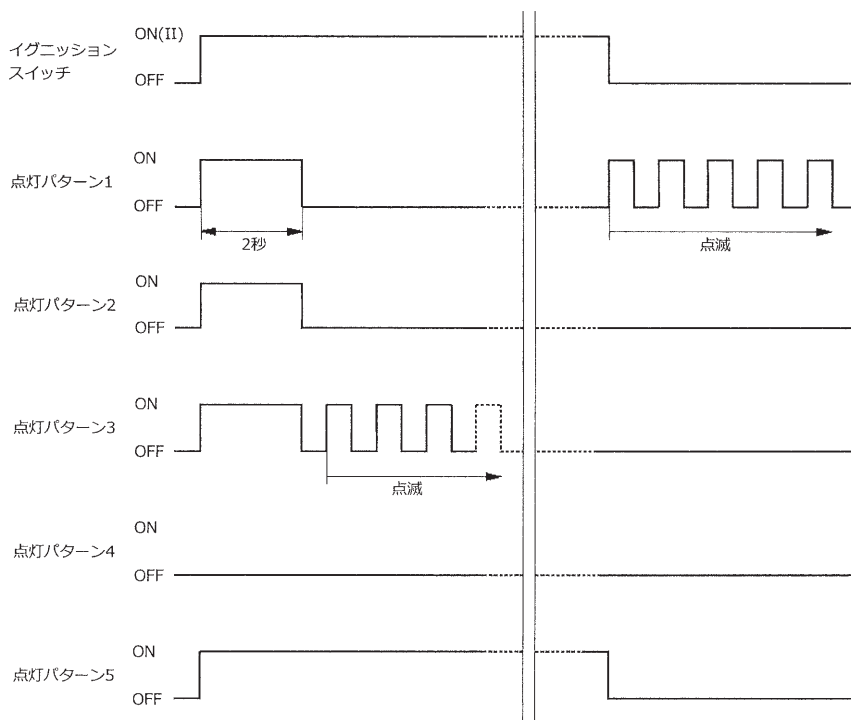 イグニッション
スイッチ
ON(II)
OFF
点灯パターン1
ON
OFF
2秒
点滅
点灯パターン2
ON
OFF
点灯パターン3
ON
OFF
点滅
点灯パターン4
ON
OFF
点灯パターン5
ON
OFF